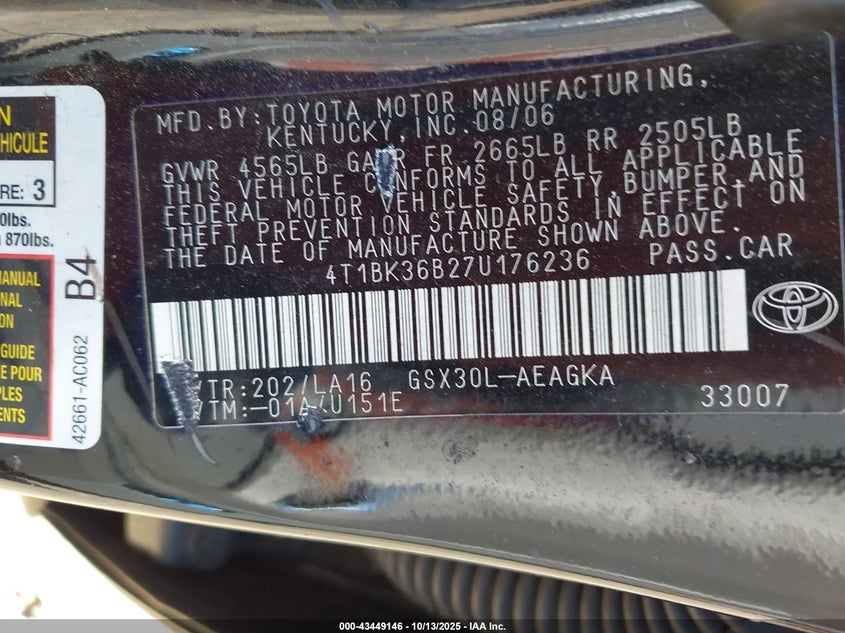 MFD. BY: TOYOTA MOTOR MANUFACTURING,
KENTUCKY, INC. 08/06
GVWR 4565LB FR 2665LB RR 2505LB
THIS VEHICLE CONFORMS TO ALL APPLICABLE
FEDERAL MOTOR VEHICLE SAFETY, BUMPER, AND
THEFT PREVENTION STANDARDS IN EFFECT ON
THE DATE OF MANUFACTURE SHOWN ABOVE.
4T1BK36B27U176236 PASS. CAR
TR: 202/LA16 GSX30L-AEAGKA
TM:-01A/U151E 33007
N
VEHICULE
RE: 3
0lbs.
870lbs.
MANUAL
NAL
ON
GUIDE
E POUR
PLES
MENTS.
42661-AC062
B4
000-43449146 - 10/13/2025 - IAA Inc.